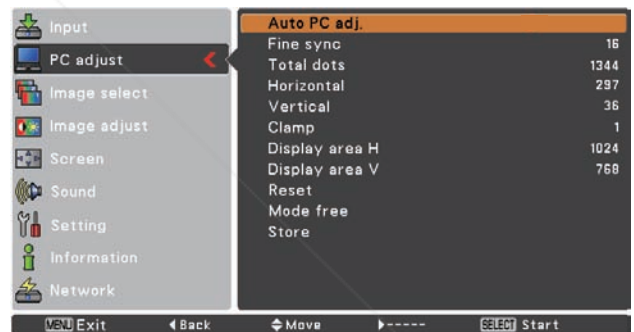 Input
PC adjust
Image select
Image adjust
Screen
Sound
Setting
Information
Network
Auto PC adj.
Fine sync 16
Total dots 1344
Horizontal 297
Vertical 36
Clamp 1
Display area H 1024
Display area V 768
Reset
Mode free
Store
MENU Exit ◀Back Move ▶----- SELECT Start